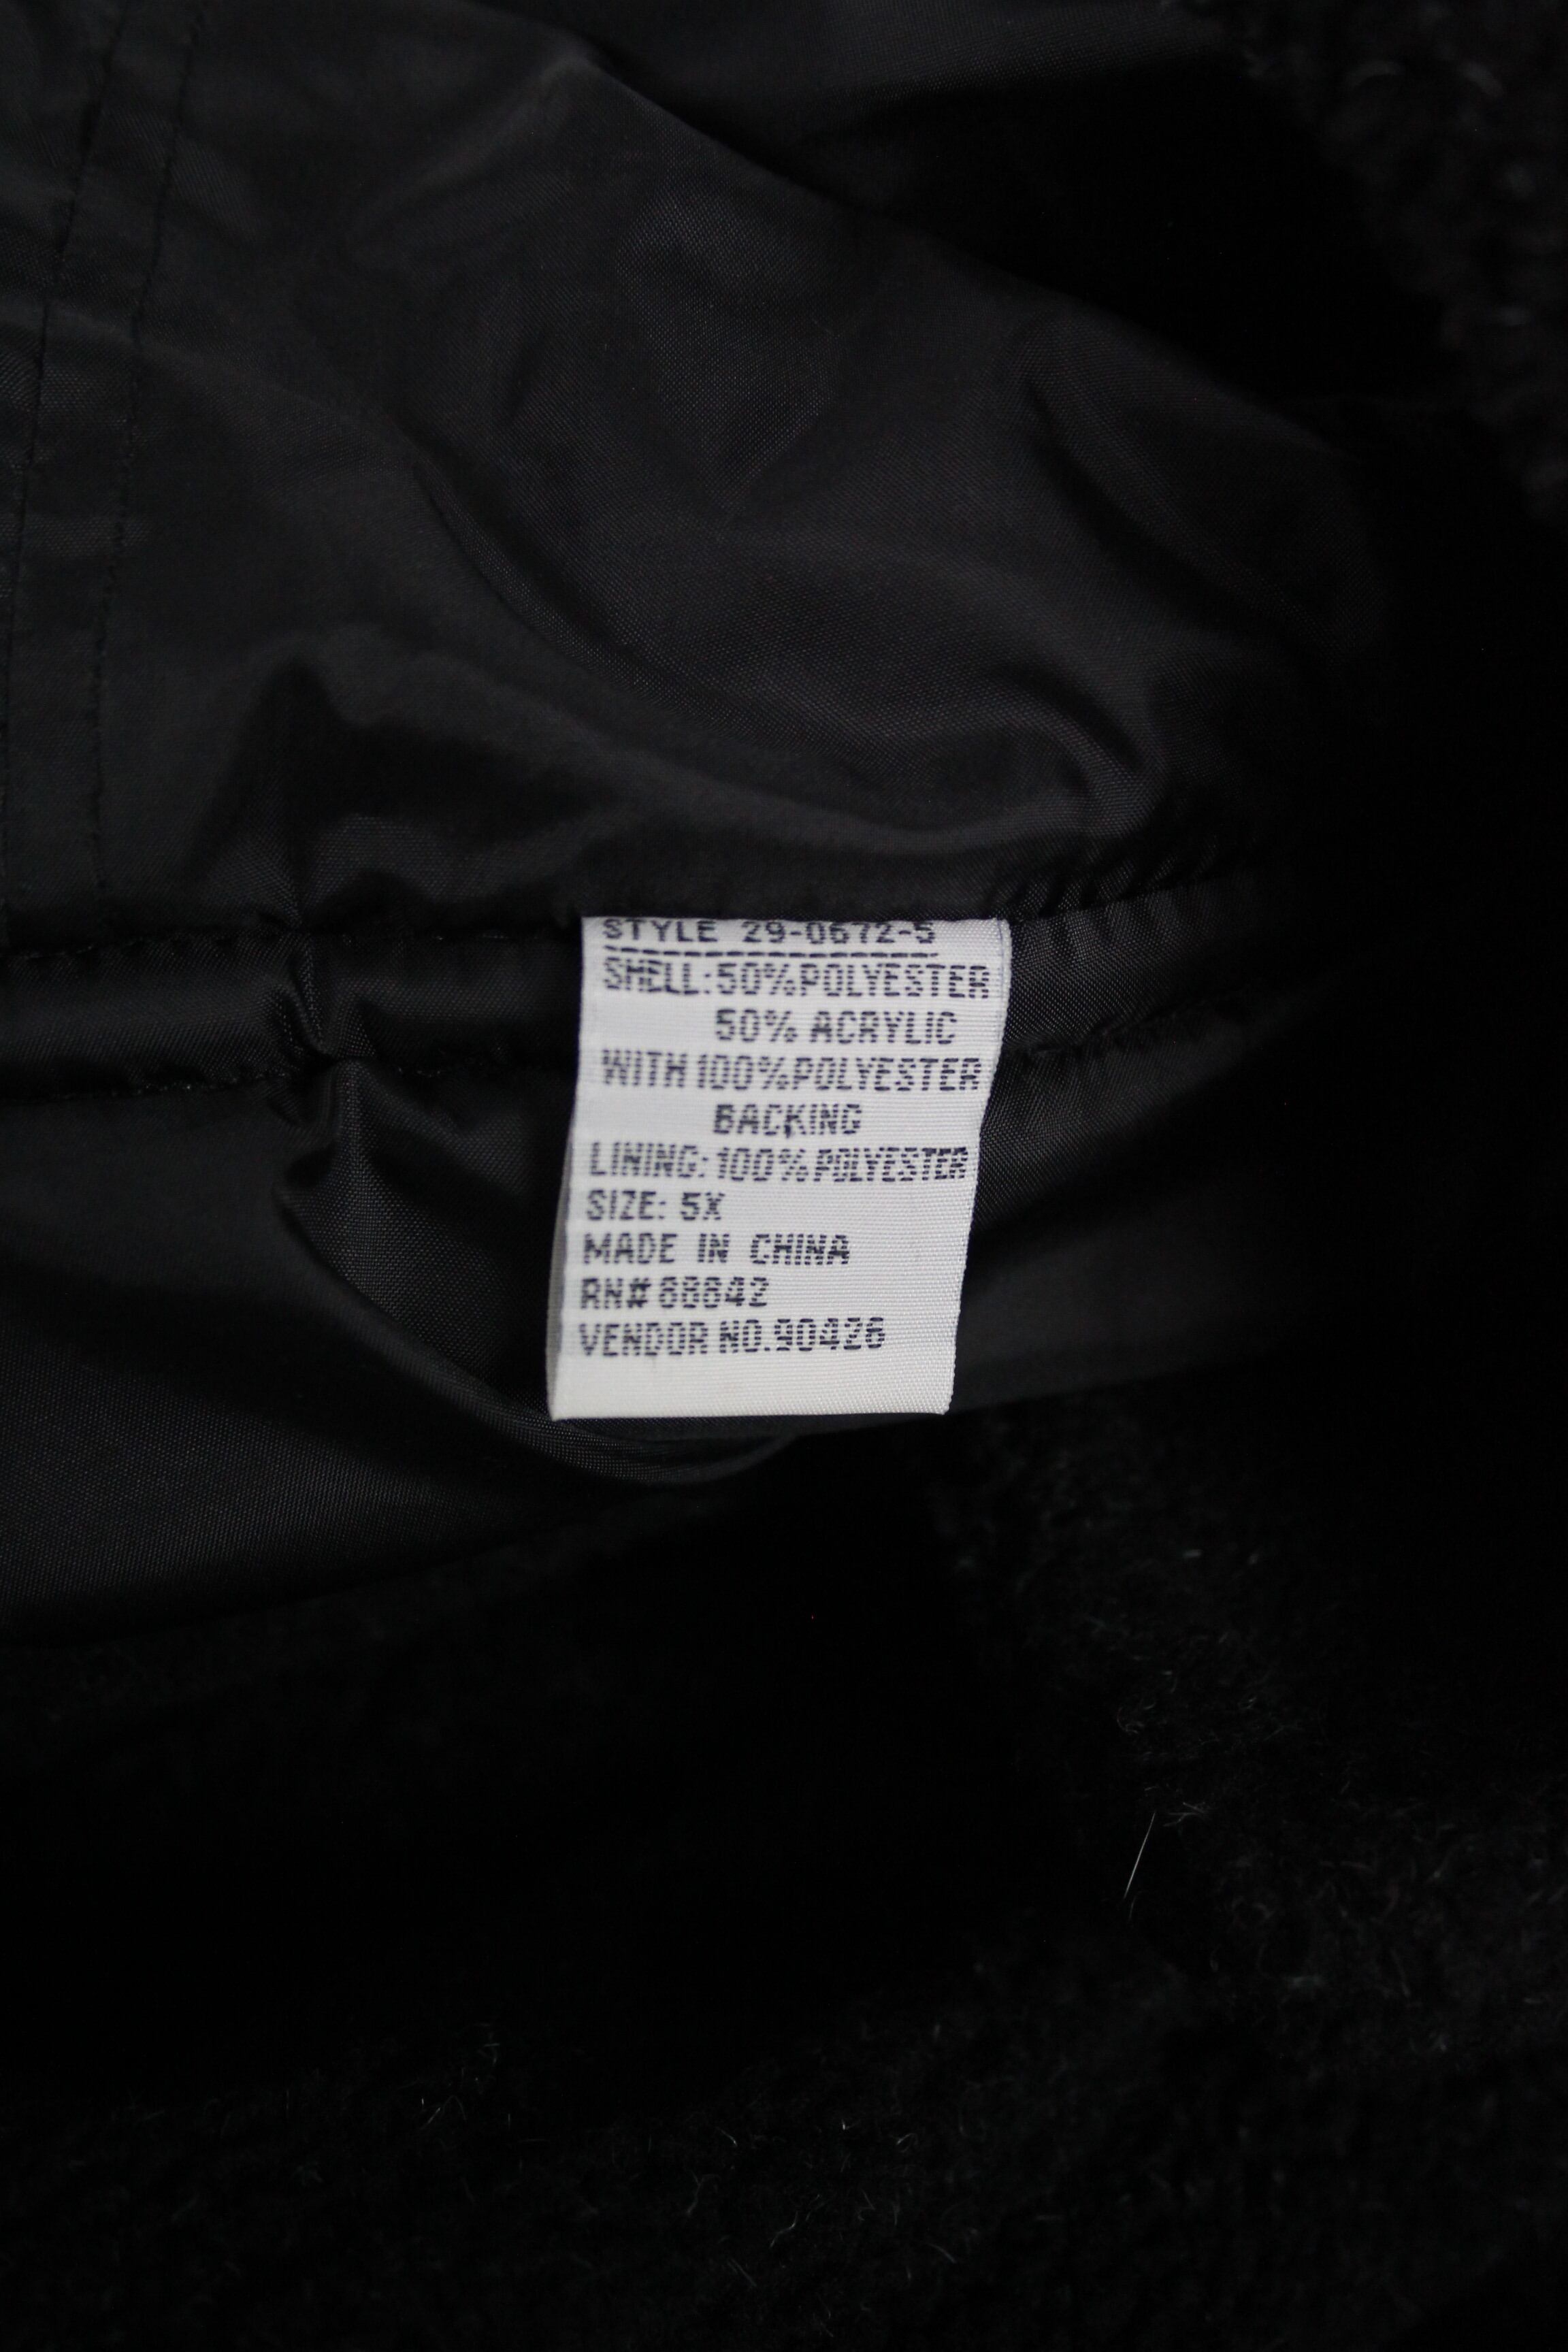 STYLE 29-0672-5
SHELL: 50% POLYESTER
50% ACRYLIC
WITH 100% POLYESTER
BACKING
LINING: 100% POLYESTER
SIZE: 5X
MADE IN CHINA
RN#
VENDOR NO. 90426